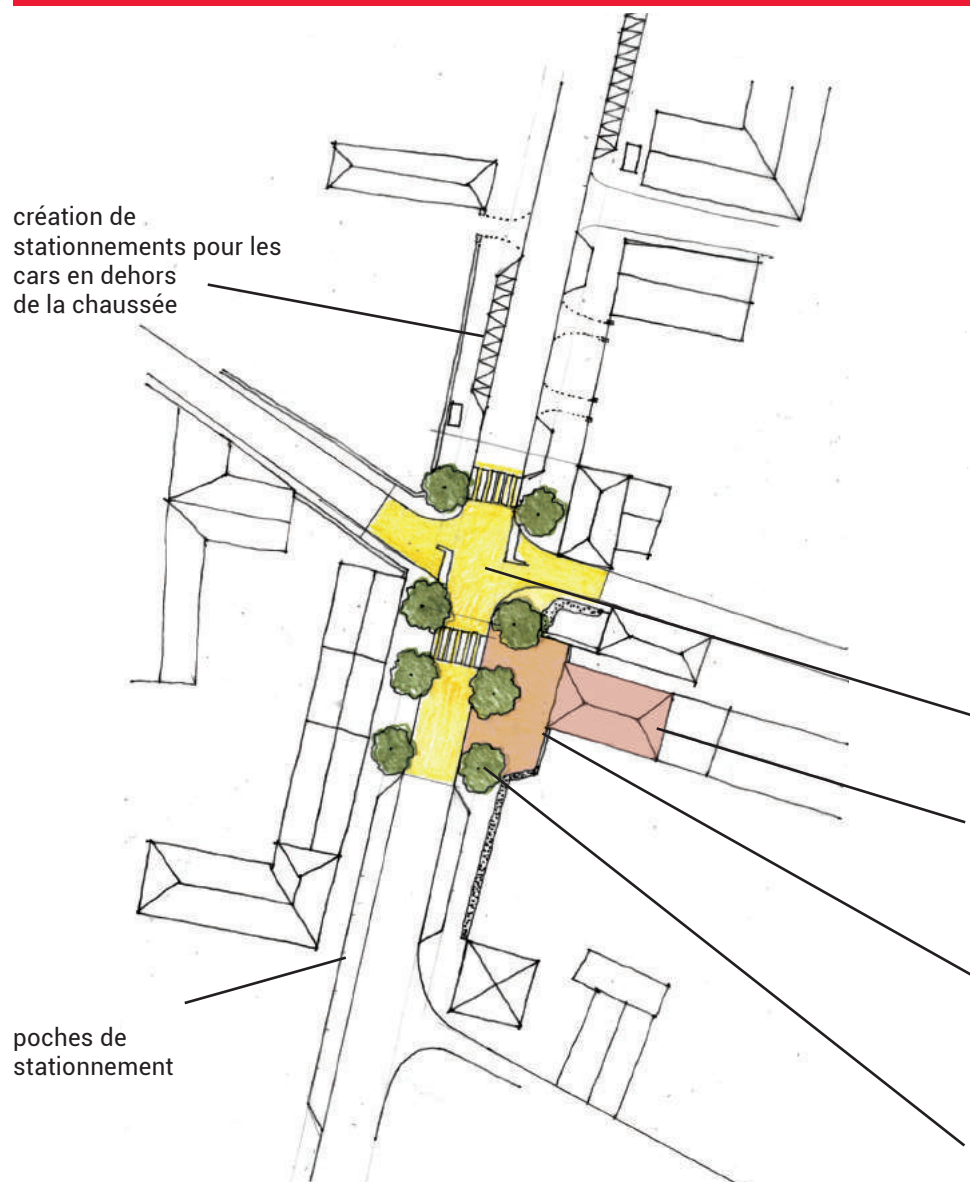 création de
stationnements pour les
cars en dehors
de la chaussée
poches de
stationnement